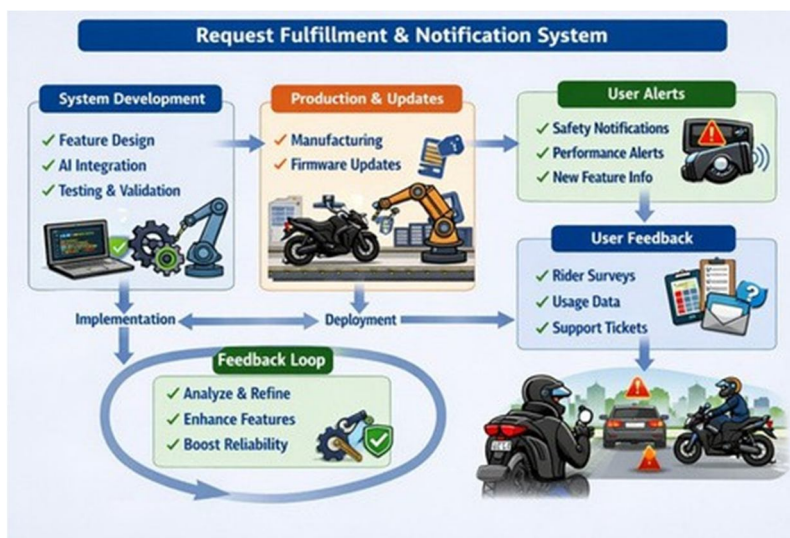 Request Fulfillment & Notification System
System Development
Feature Design
AI Integration
Testing & Validation
Production & Updates
Manufacturing
Firmware Updates
User Alerts
Safety Notifications
Performance Alerts
New Feature Info
User Feedback
Rider Surveys
Usage Data
Support Tickets
Implementation
Deployment
Feedback Loop
Analyze & Refine
Enhance Features
Boost Reliability